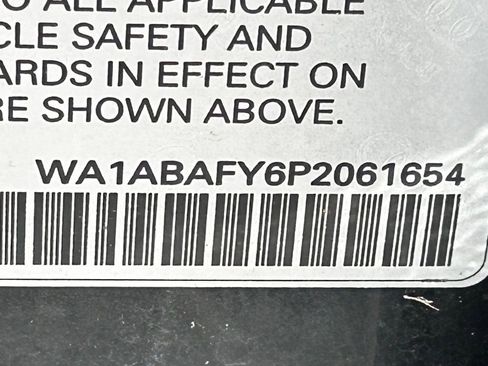 O ALL APPLICABLE
CLE SAFETY AND
ARDS IN EFFECT ON
RE SHOWN ABOVE.
WA1ABAFY6P2061654